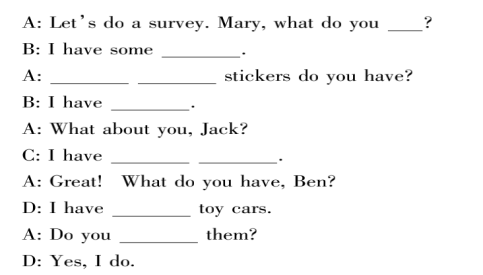 A: Let's do a survey. Mary, what do you ____?
B: I have some ________.
A: ________ ________ stickers do you have?
B: I have ________.
A: What about you, Jack?
C: I have ________ ________.
A: Great! What do you have, Ben?
D: I have ________ toy cars.
A: Do you ________ them?
D: Yes, I do.